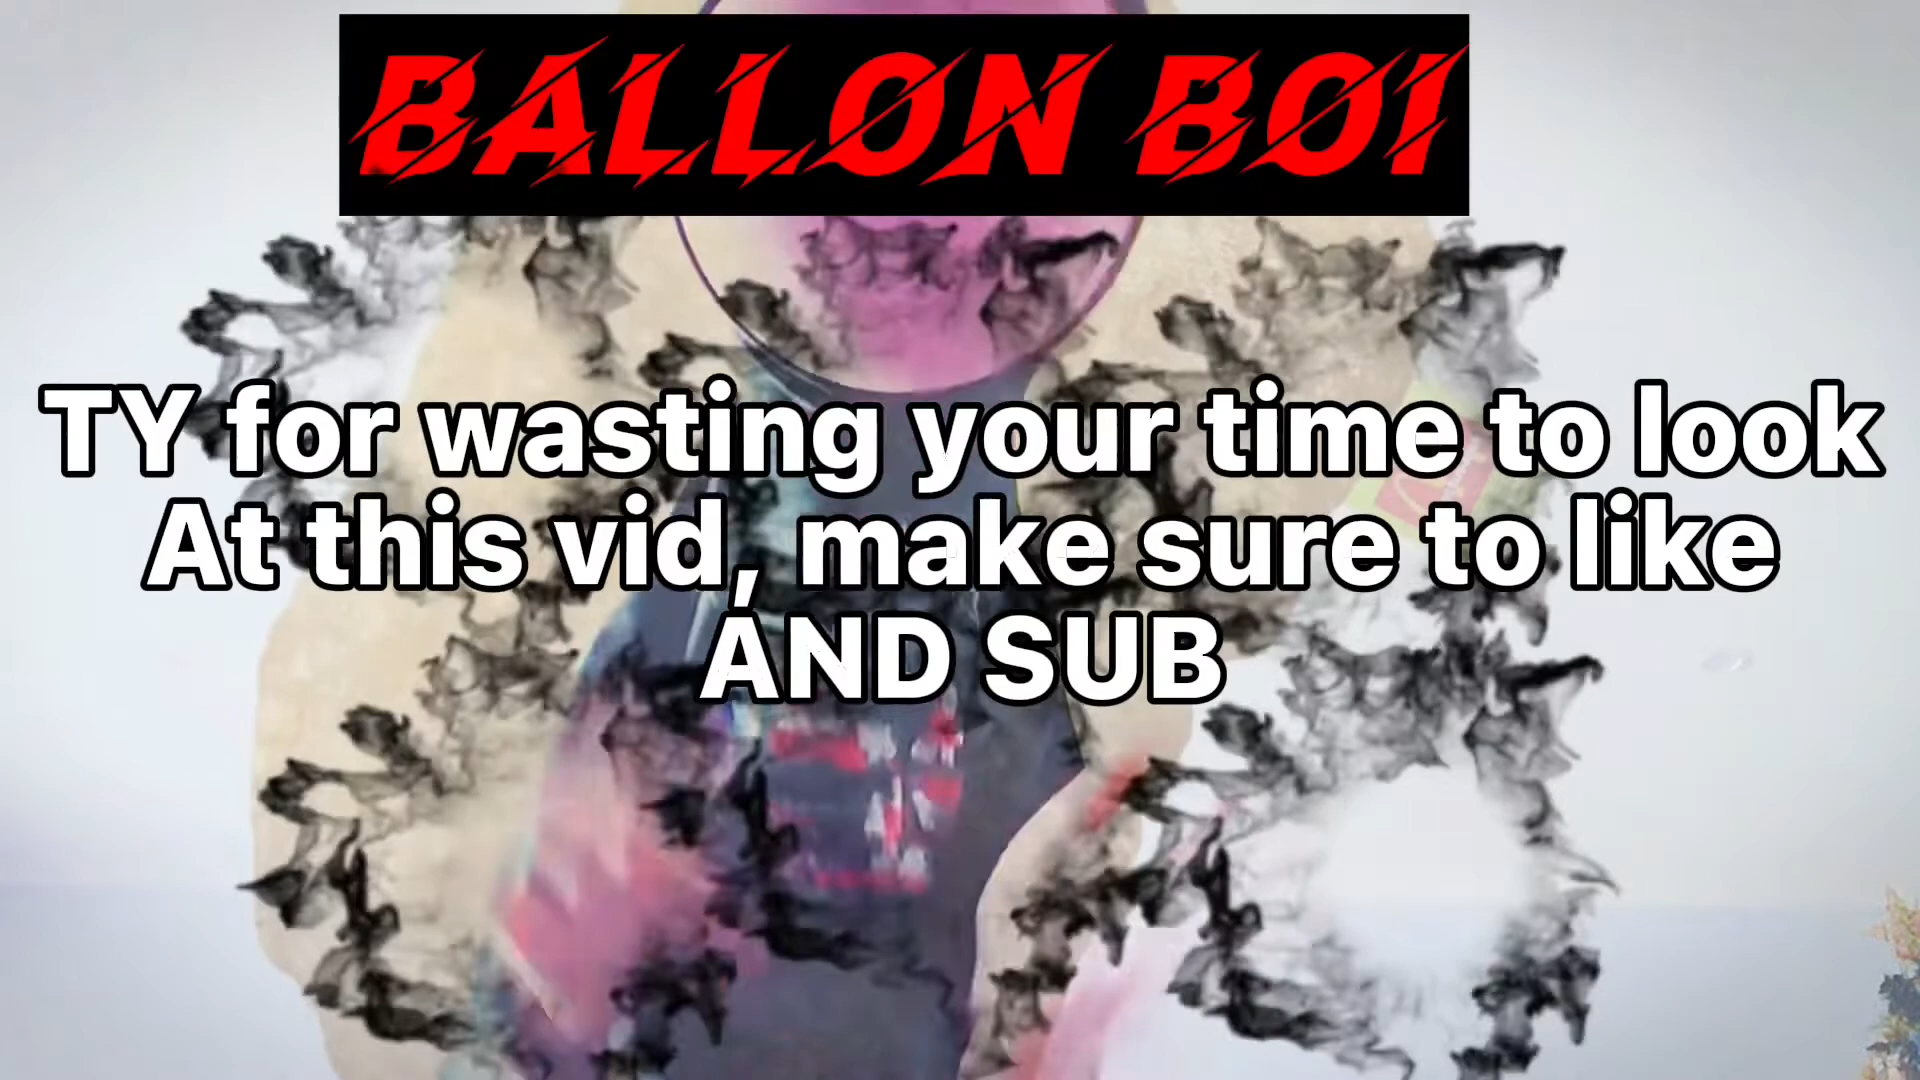 BALLON BOI
TY for wasting your time to look
At this vid, make sure to like
AND SUB